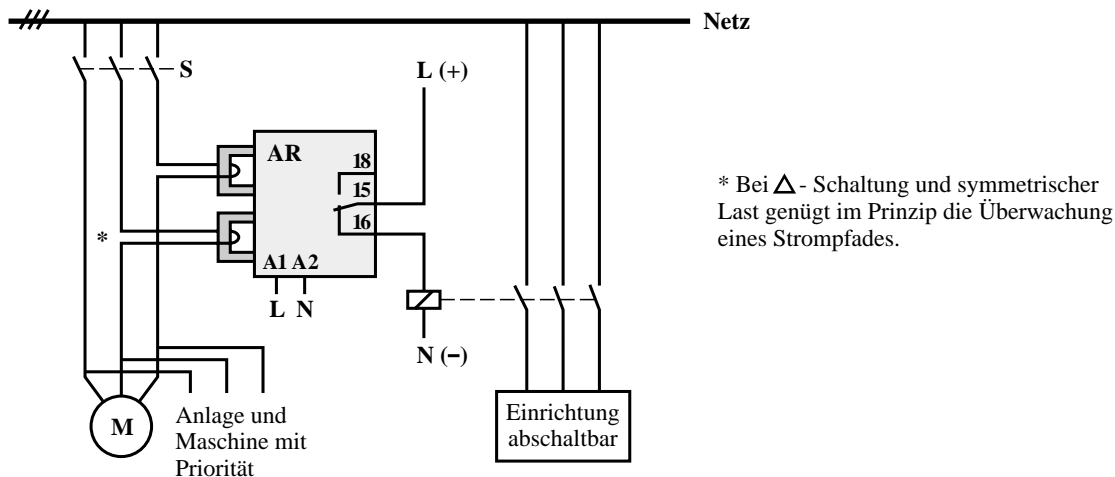 Netz
S
L (+)
AR
18
15
16
*
A1 A2
L N
N (−)
M
Anlage und
Maschine mit
Priorität
Einrichtung
abschaltbar
* Bei Δ - Schaltung und symmetrischer
Last genügt im Prinzip die Überwachung
eines Strompfades.